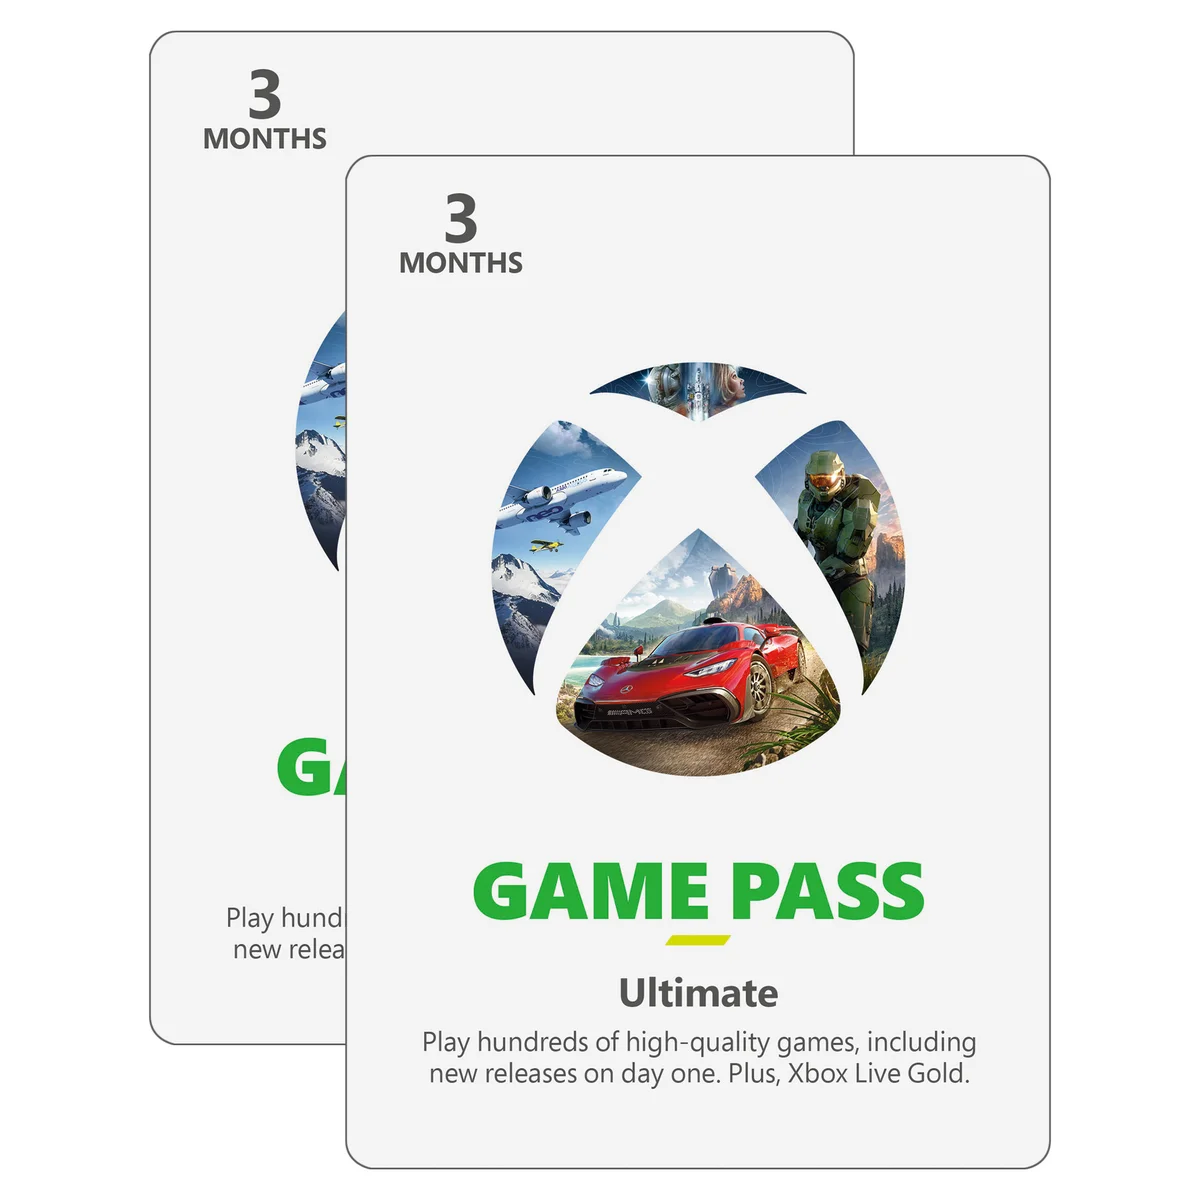 3
MONTHS
GA
Play hund
new relea
3
MONTHS
GAME PASS
Ultimate
Play hundreds of high-quality games, including
new releases on day one. Plus, Xbox Live Gold.
AMG